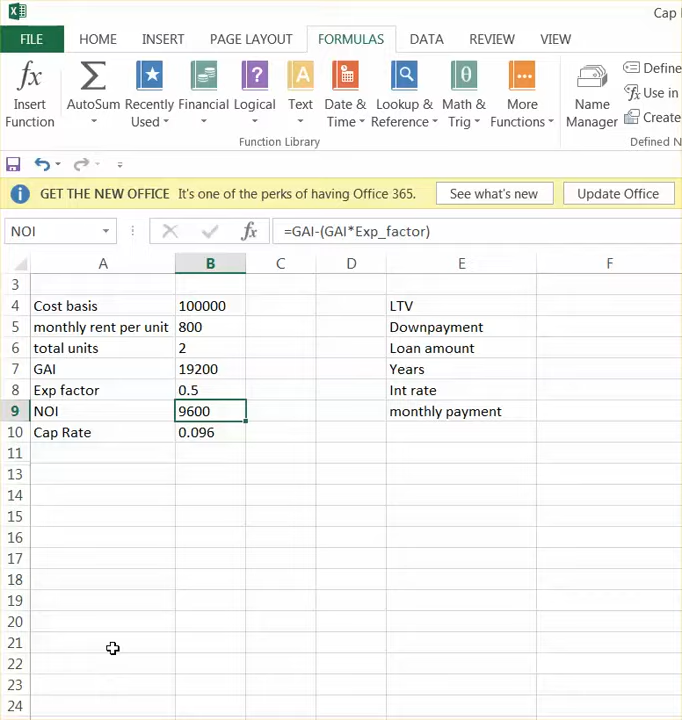 Cap
FILE HOME INSERT PAGE LAYOUT FORMULAS DATA REVIEW VIEW
fx Insert Function
Σ AutoSum
Recently Used
Financial
Logical
? 
A Text
Date & Time
Lookup & Reference
θ Math & Trig
More Functions
Name Manager
Define
fx Use in
Create
Function Library
Defined N
i GET THE NEW OFFICE It's one of the perks of having Office 365. See what's new Update Office
NOI fx =GAI-(GAI*Exp_factor)
A B C D E F
3
4 Cost basis 100000 LTV
5 monthly rent per unit 800 Downpayment
6 total units 2 Loan amount
7 GAI 19200 Years
8 Exp factor 0.5 Int rate
9 NOI 9600 monthly payment
10 Cap Rate 0.096
11
13
14
15
16
17
18
19
20
21
22
23
24